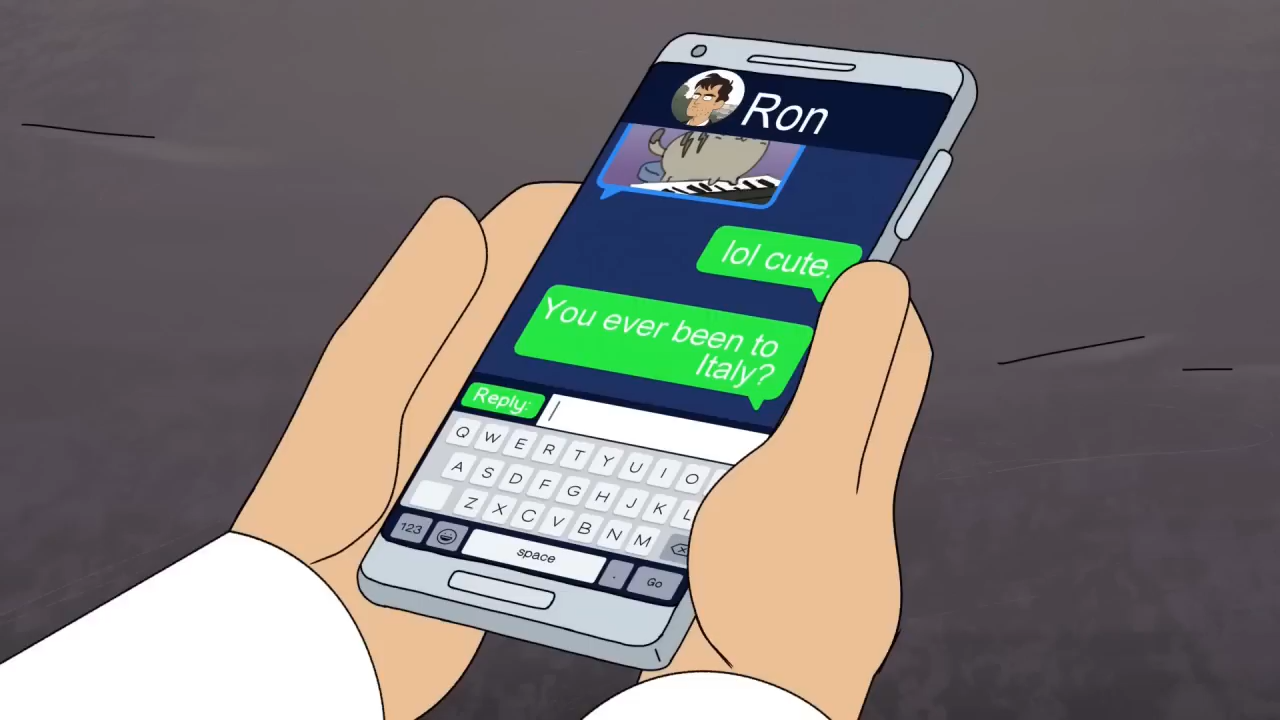 Ron
lol cute.
You ever been to
Italy?
Reply:
Q W E R T Y U I O
A S D F G H J K L
Z X C V B N M
123 space . Go